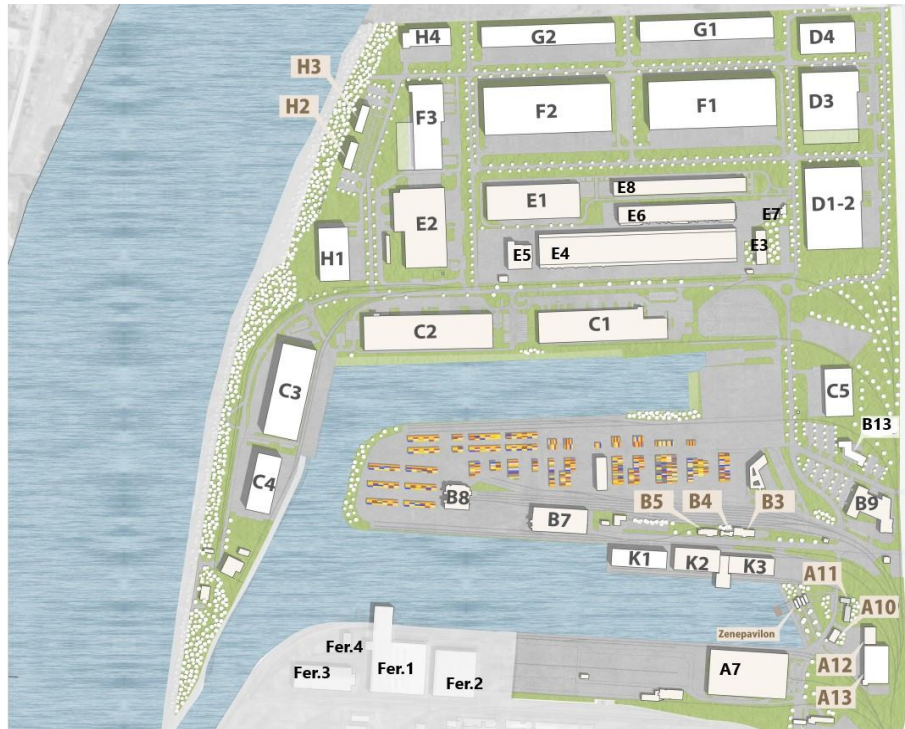 H4
G2
G1
D4
H3
H2
F3
F2
F1
D3
E8
E1
E6
E7
D1-2
E2
E5
E4
E3
H1
C2
C1
C3
C5
B13
C4
B8
B5
B4
B3
B9
B7
K1
K2
K3
A11
A10
Zenepavilon
Fer.4
Fer.1
Fer.3
Fer.2
A7
A12
A13